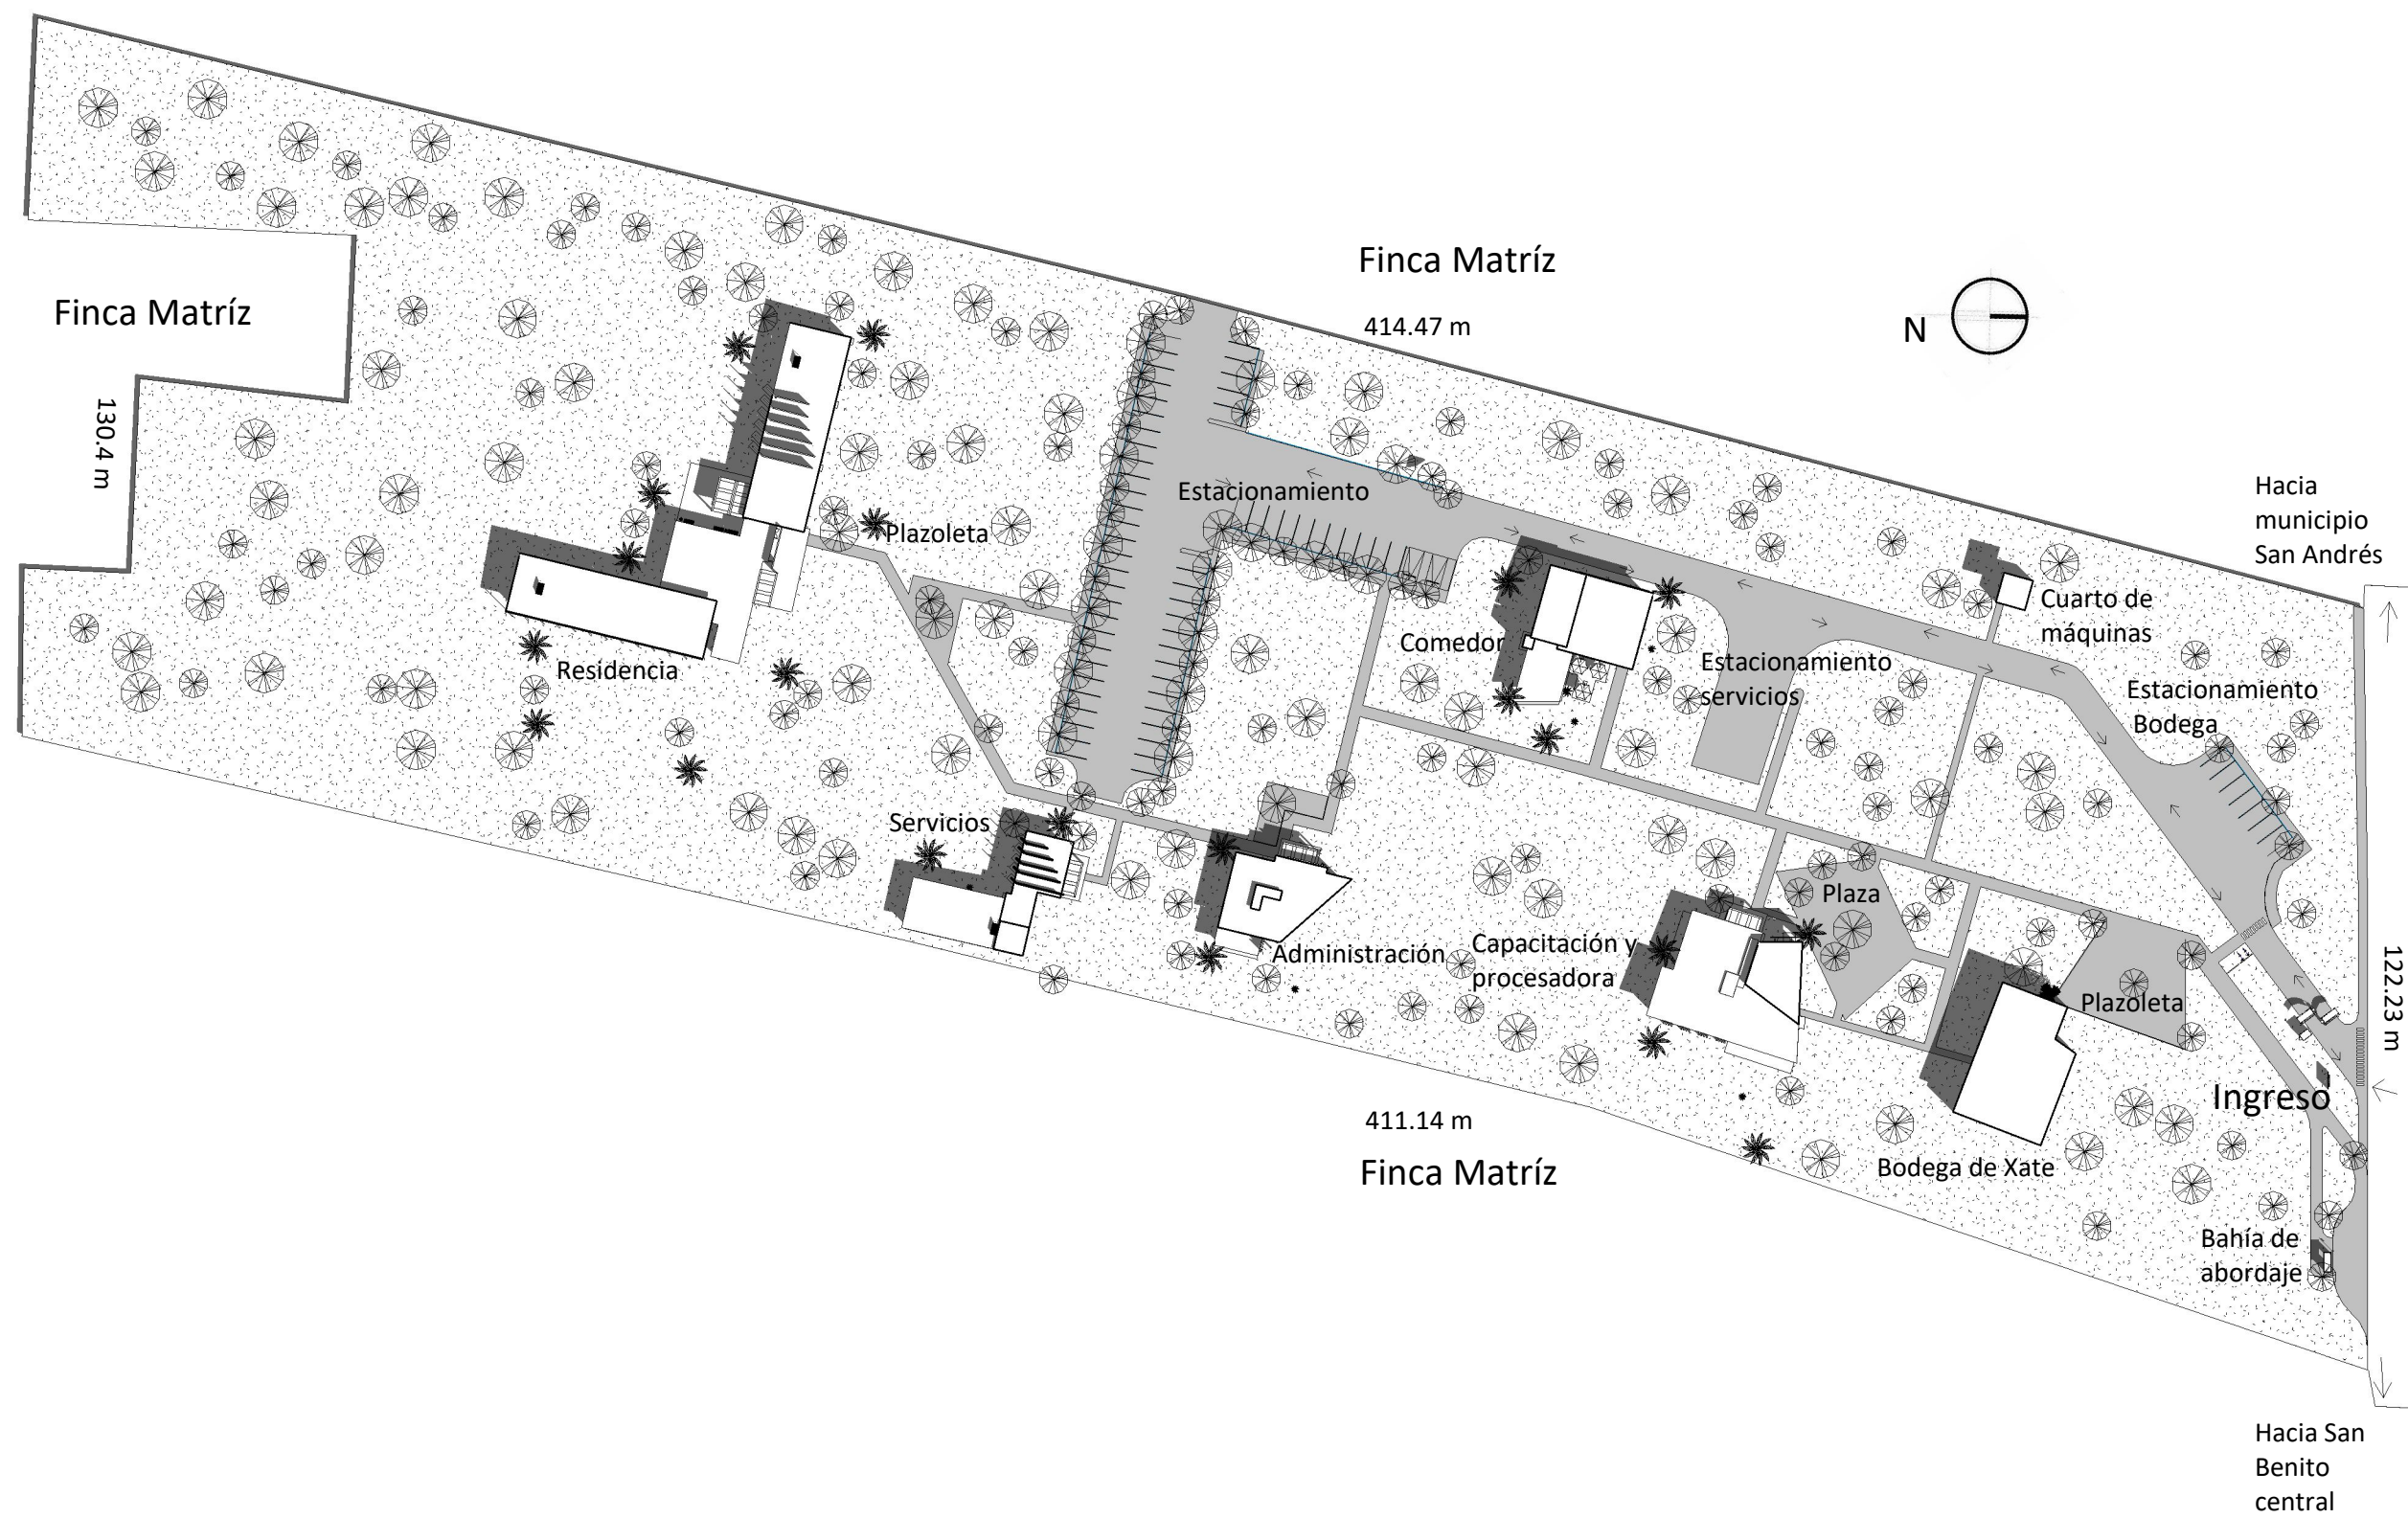 Finca Matríz
414.47 m
N
Finca Matríz
130.4 m
Hacia
municipio
San Andrés
Estacionamiento
Plazoleta
Cuarto de
máquinas
Comedor
Estacionamiento
servicios
Residencia
Estacionamiento
Bodega
Servicios
Plaza
Administración
Capacitación y
procesadora
Plazoleta
122.23 m
Ingreso
411.14 m
Finca Matríz
Bodega de Xate
Bahía de
abordaje
Hacia San
Benito
central